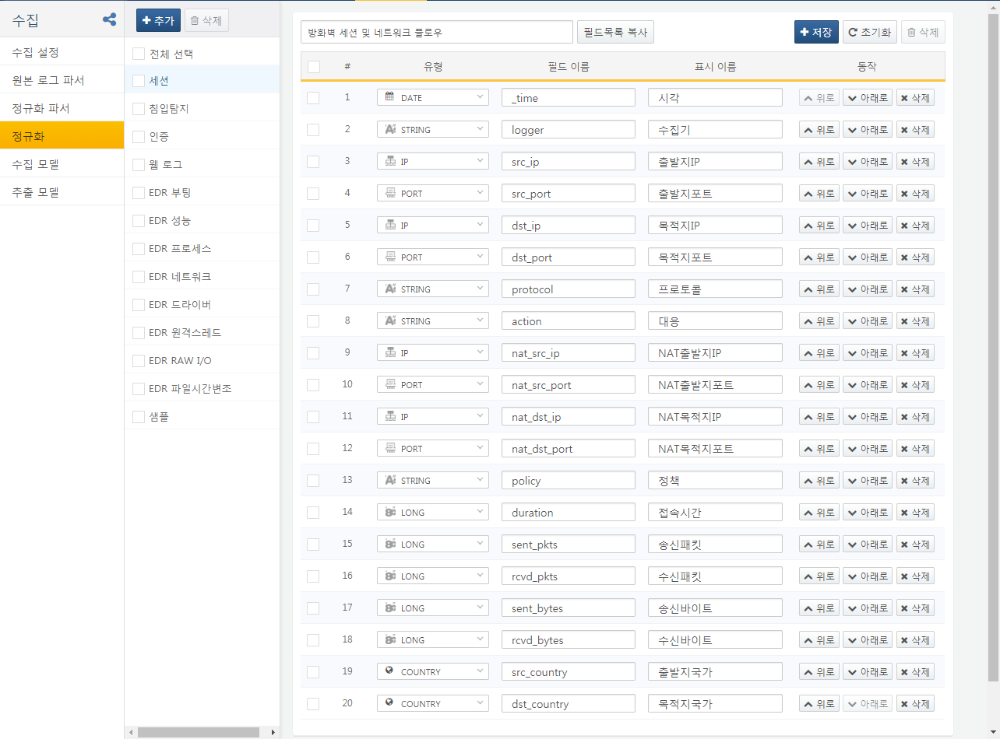 수집
수집 설정
원본 로그 파서
정규화 파서
정규화
수집 모델
추출 모델
추가 삭제
전체 선택
세션
침입탐지
인증
웹 로그
EDR 부팅
EDR 성능
EDR 프로세스
EDR 네트워크
EDR 드라이버
EDR 원격스레드
EDR RAW I/O
EDR 파일시간변조
샘플
방화벽 세션 및 네트워크 플로우 필드목록 복사 저장 초기화 삭제
# 유형 필드 이름 표시 이름 동작
1 DATE _time 시각 위로 아래로 삭제
2 STRING logger 수집기 위로 아래로 삭제
3 IP src_ip 출발지IP 위로 아래로 삭제
4 PORT src_port 출발지포트 위로 아래로 삭제
5 IP dst_ip 목적지IP 위로 아래로 삭제
6 PORT dst_port 목적지포트 위로 아래로 삭제
7 STRING protocol 프로토콜 위로 아래로 삭제
8 STRING action 대응 위로 아래로 삭제
9 IP nat_src_ip NAT출발지IP 위로 아래로 삭제
10 PORT nat_src_port NAT출발지포트 위로 아래로 삭제
11 IP nat_dst_ip NAT목적지IP 위로 아래로 삭제
12 PORT nat_dst_port NAT목적지포트 위로 아래로 삭제
13 STRING policy 정책 위로 아래로 삭제
14 LONG duration 접속시간 위로 아래로 삭제
15 LONG sent_pkts 송신패킷 위로 아래로 삭제
16 LONG rcvd_pkts 수신패킷 위로 아래로 삭제
17 LONG sent_bytes 송신바이트 위로 아래로 삭제
18 LONG rcvd_bytes 수신바이트 위로 아래로 삭제
19 COUNTRY src_country 출발지국가 위로 아래로 삭제
20 COUNTRY dst_country 목적지국가 위로 아래로 삭제